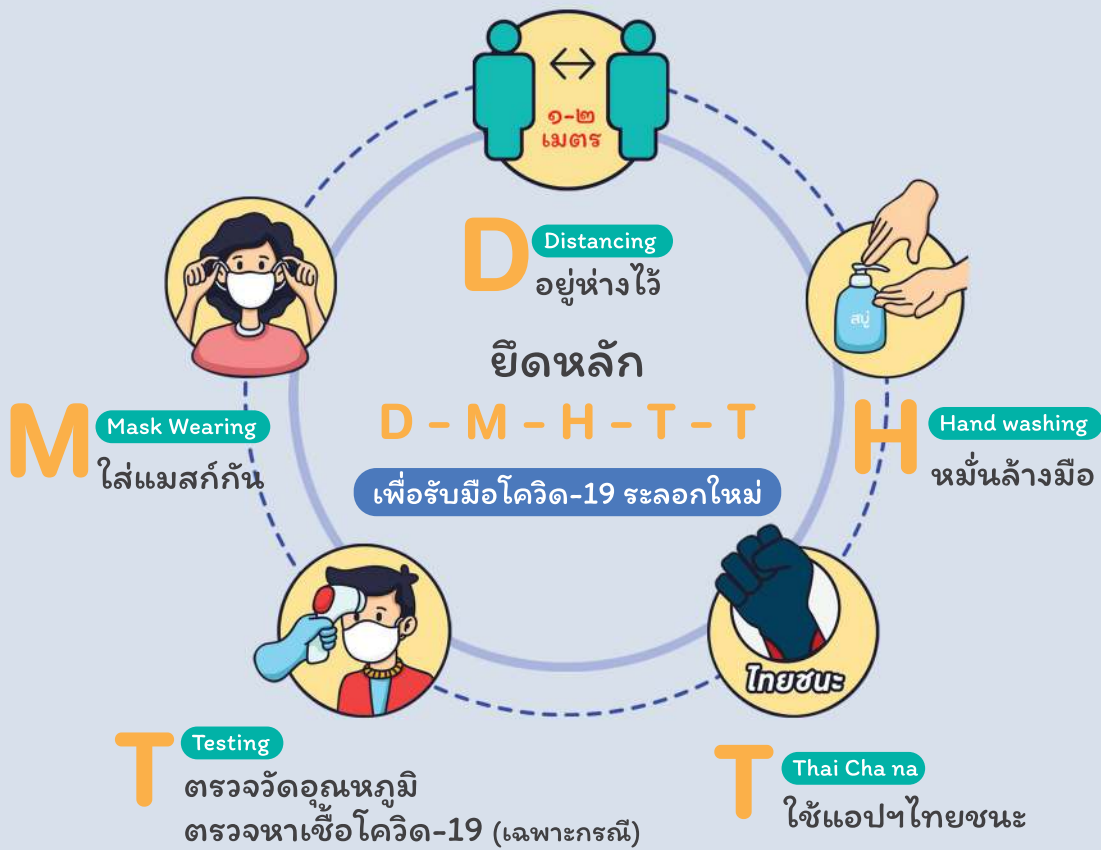 ๑-๒
เมตร
D Distancing
อยู่ห่างไว้
สบู่
ยึดหลัก
D - M - H - T - T
เพื่อรับมือโควิด-19 ระลอกใหม่
M Mask Wearing
ใส่แมสก์กัน
H Hand washing
หมั่นล้างมือ
ไทยชนะ
T Testing
ตรวจวัดอุณหภูมิ
ตรวจหาเชื้อโควิด-19 (เฉพาะกรณี)
T Thai Cha na
ใช้แอปฯไทยชนะ